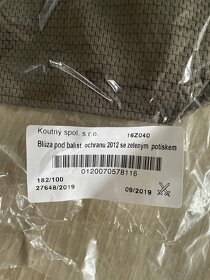 Koutný spol. s r.o. 16Z040
Blůza pod balist. ochranu 2012 se zeleným potiskem
0120070578116
182/100
27648/2019 09/2019